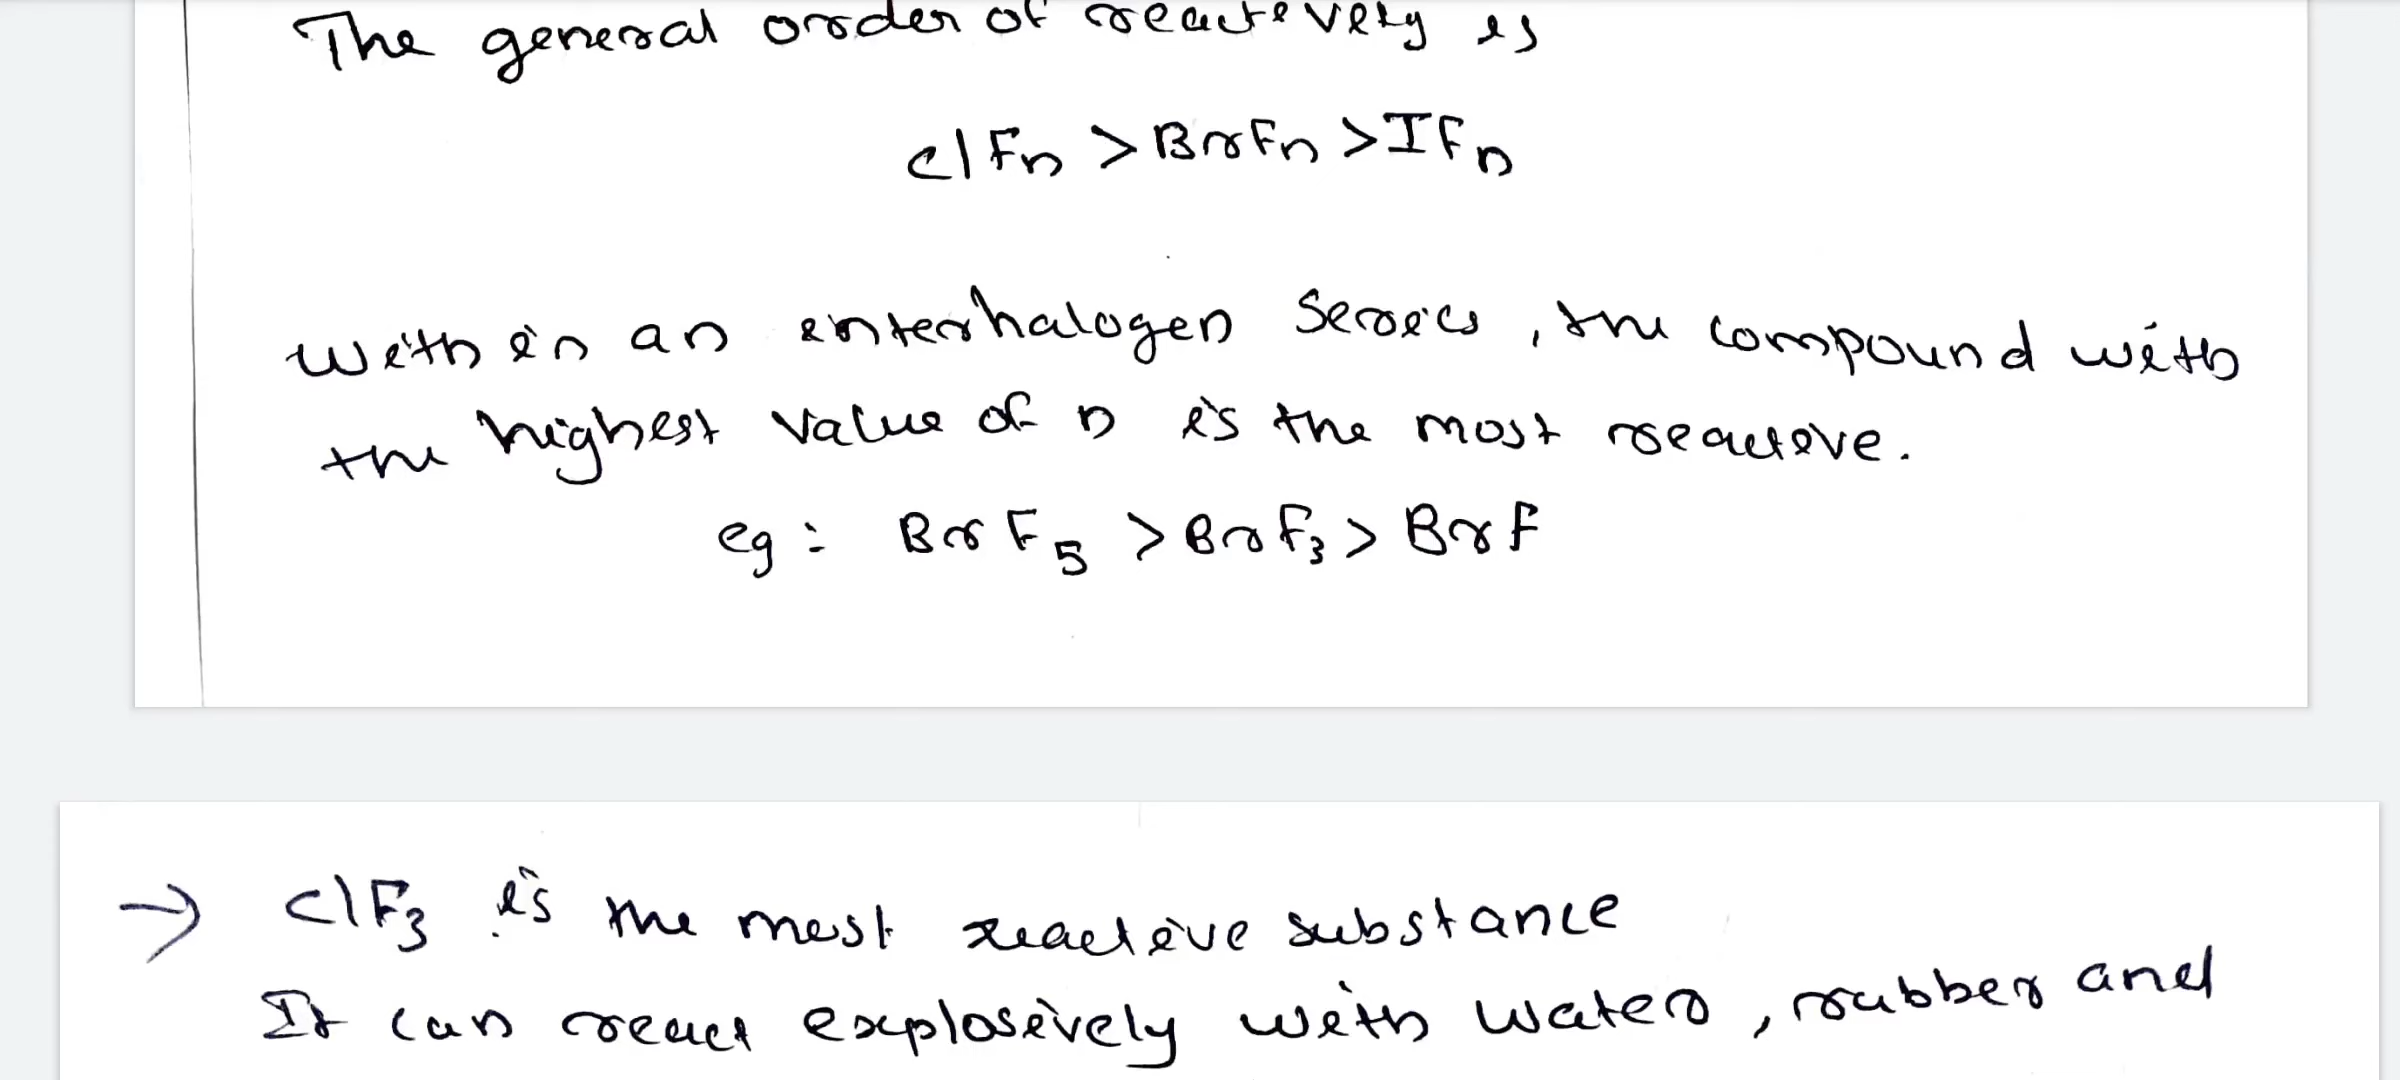 The general order of reactivity is
ClFn > BrFn > IFn
within an interhalogen series, the compound with
the highest value of n is the most reactive.
eg: BrF5 > BrF3 > BrF
→ ClF3 is the most reactive substance
It can react explosively with water, rubber and